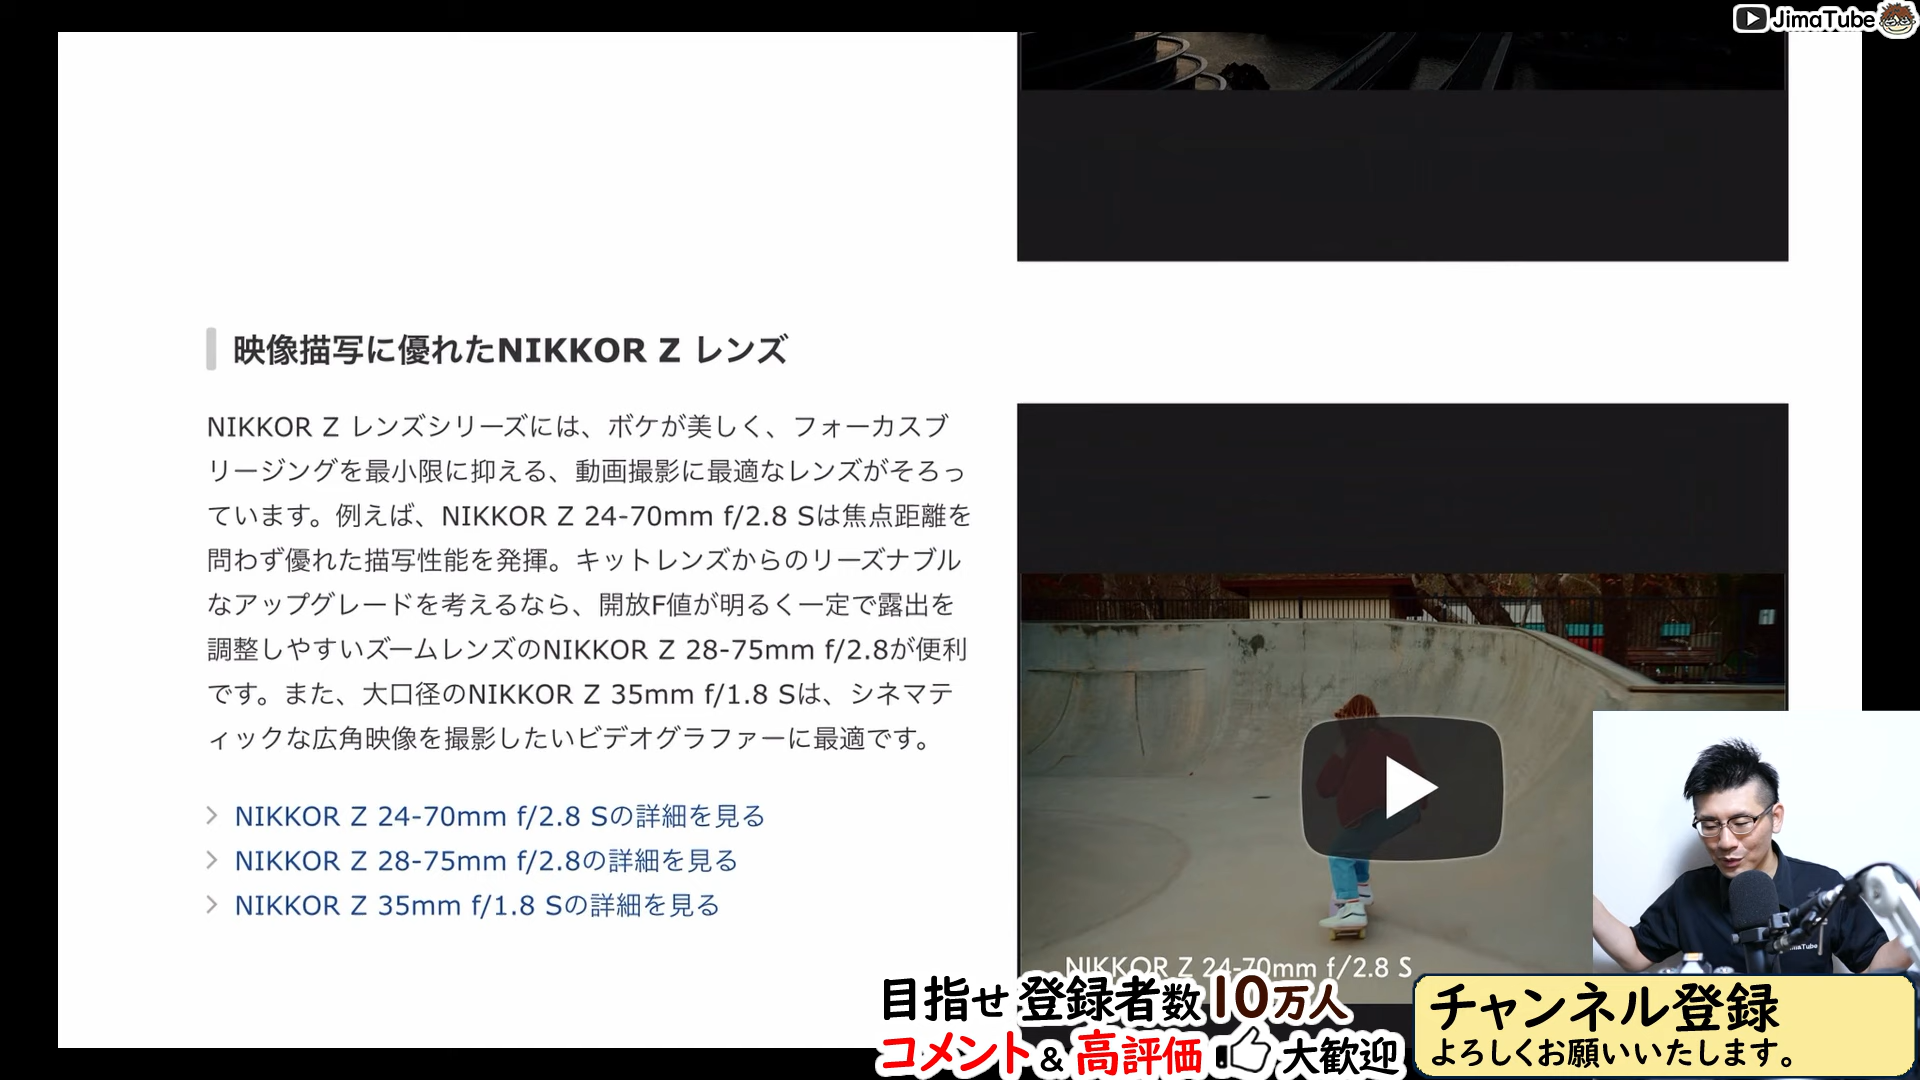 JimaTube
映像描写に優れたNIKKOR Z レンズ
NIKKOR Z レンズシリーズには、ボケが美しく、フォーカスブ
リージングを最小限に抑える、動画撮影に最適なレンズがそろっ
ています。例えば、NIKKOR Z 24-70mm f/2.8 Sは焦点距離を
問わず優れた描写性能を発揮。キットレンズからのリーズナブル
なアップグレードを考えるなら、開放F値が明るく一定で露出を
調整しやすいズームレンズのNIKKOR Z 28-75mm f/2.8が便利
です。また、大口径のNIKKOR Z 35mm f/1.8 Sは、シネマテ
ィックな広角映像を撮影したいビデオグラファーに最適です。
NIKKOR Z 24-70mm f/2.8 Sの詳細を見る
NIKKOR Z 28-75mm f/2.8の詳細を見る
NIKKOR Z 35mm f/1.8 Sの詳細を見る
NIKKOR Z 24-70mm f/2.8 S
JimaTube
目指せ 登録者数10万人
コメント&高評価 大歓迎
チャンネル登録
よろしくお願いいたします。